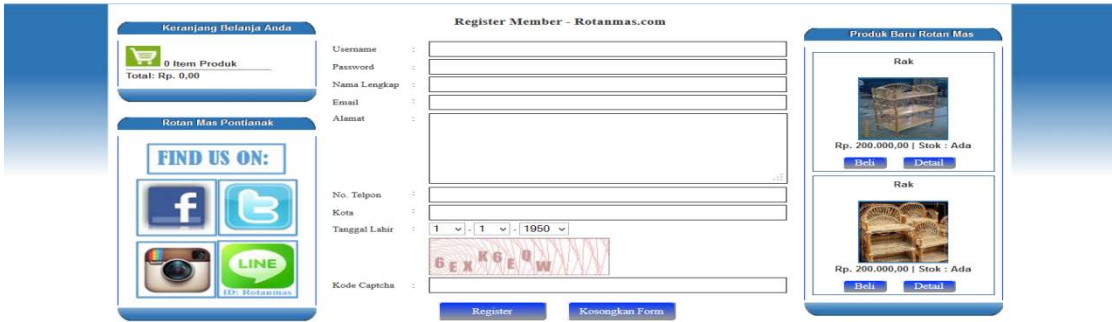 Keranjang Belanja Anda
0 Item Produk
Total: Rp. 0,00
Rotan Mas Pontianak
FIND US ON:
f
LINE
ID: Rotanmas
Register Member - Rotanmas.com
Username :
Password :
Nama Lengkap :
Email :
Alamat :
No. Telpon :
Kota :
Tanggal Lahir : 1 - 1 - 1950
6EXK6EQW
Kode Captcha :
Register Kosongkan Form
Produk Baru Rotan Mas
Rak
Rp. 200.000,00 | Stok : Ada
Beli Detail
Rak
Rp. 200.000,00 | Stok : Ada
Beli Detail